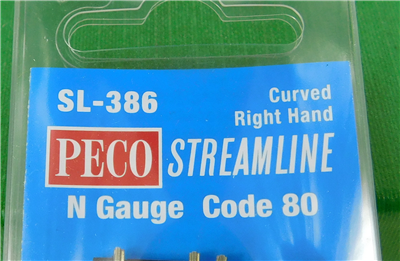 SL-386
Curved
Right Hand
PECO STREAMLINE
N Gauge Code 80